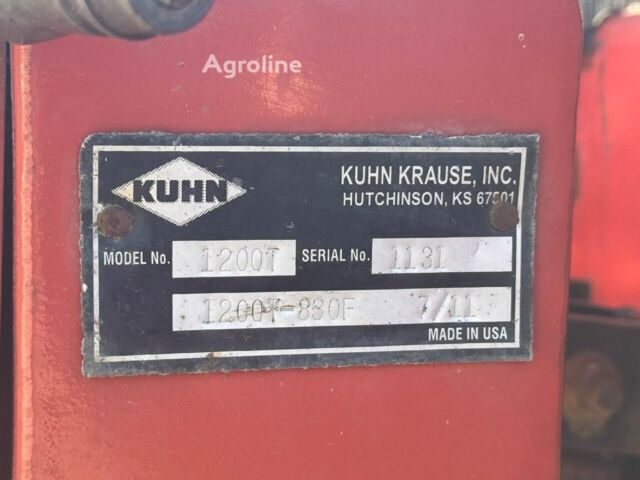 Agroline
KUHN
KUHN KRAUSE, INC.
HUTCHINSON, KS 67501
MODEL No. 1200T SERIAL No. 1131
1200T-830F 7/11
MADE IN USA